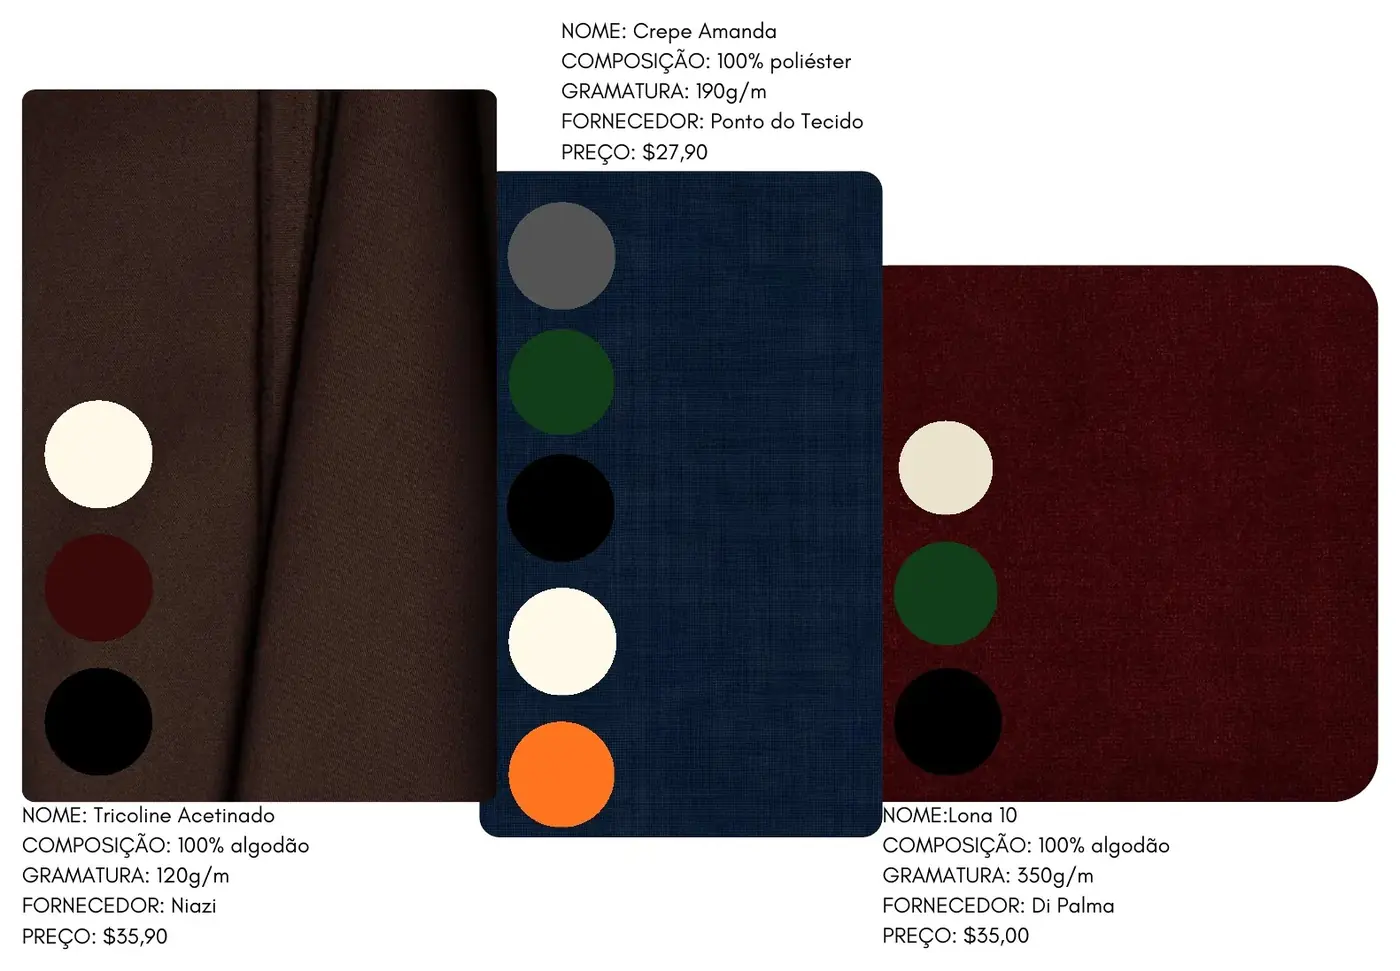 NOME: Crepe Amanda
COMPOSIÇÃO: 100% poliéster
GRAMATURA: 190g/m
FORNECEDOR: Ponto do Tecido
PREÇO: $27,90
NOME: Tricoline Acetinado
COMPOSIÇÃO: 100% algodão
GRAMATURA: 120g/m
FORNECEDOR: Niazi
PREÇO: $35,90
NOME:Lona 10
COMPOSIÇÃO: 100% algodão
GRAMATURA: 350g/m
FORNECEDOR: Di Palma
PREÇO: $35,00